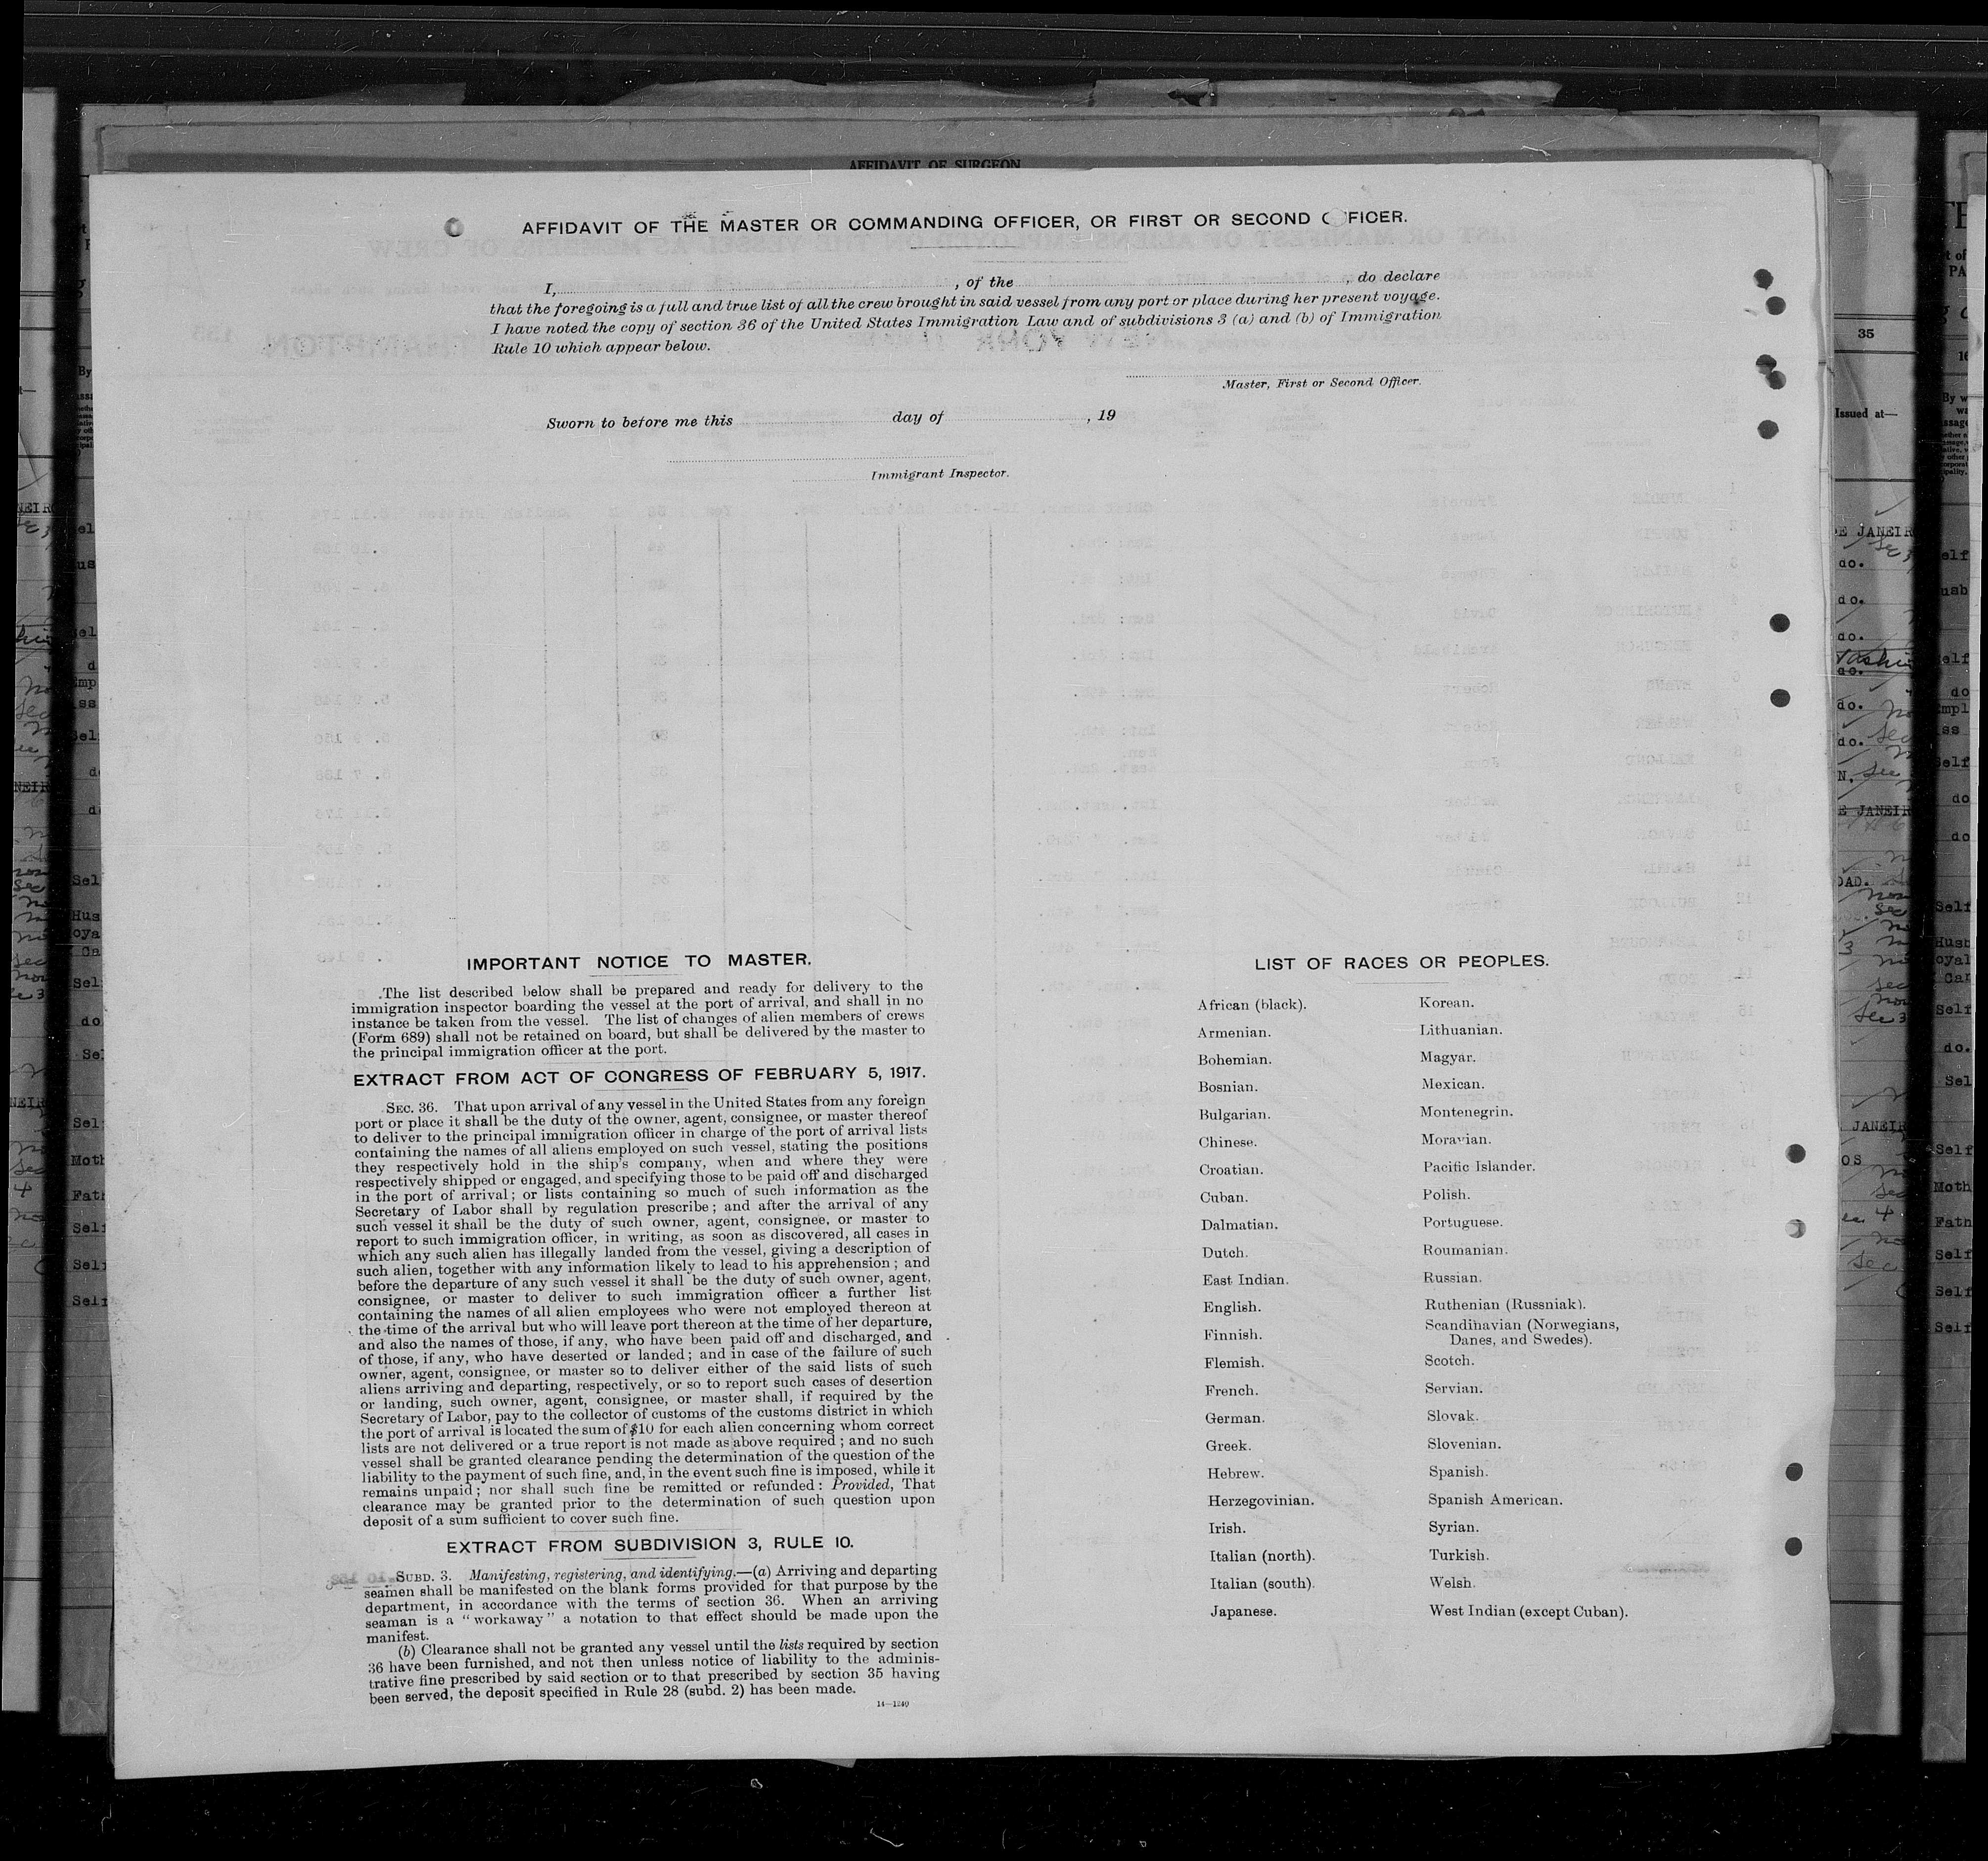 AFFIDAVIT OF SURGEON
AFFIDAVIT OF THE MASTER OR COMMANDING OFFICER, OR FIRST OR SECOND OFFICER.
I, , of the , do declare
that the foregoing is a full and true list of all the crew brought in said vessel from any port or place during her present voyage.
I have noted the copy of section 36 of the United States Immigration Law and of subdivisions 3 (a) and (b) of Immigration
Rule 10 which appear below.
Master, First or Second Officer.
Sworn to before me this day of , 19
Immigrant Inspector.
IMPORTANT NOTICE TO MASTER.
The list described below shall be prepared and ready for delivery to the
immigration inspector boarding the vessel at the port of arrival, and shall in no
instance be taken from the vessel. The list of changes of alien members of crews
(Form 689) shall not be retained on board, but shall be delivered by the master to
the principal immigration officer at the port.
EXTRACT FROM ACT OF CONGRESS OF FEBRUARY 5, 1917.
SEC. 36. That upon arrival of any vessel in the United States from any foreign
port or place it shall be the duty of the owner, agent, consignee, or master thereof
to deliver to the principal immigration officer in charge of the port of arrival lists
containing the names of all aliens employed on such vessel, stating the positions
they respectively hold in the ship's company, when and where they were
respectively shipped or engaged, and specifying those to be paid off and discharged
in the port of arrival; or lists containing so much of such information as the
Secretary of Labor shall by regulation prescribe; and after the arrival of any
such vessel it shall be the duty of such owner, agent, consignee, or master to
report to such immigration officer, in writing, as soon as discovered, all cases in
which any such alien has illegally landed from the vessel, giving a description of
such alien, together with any information likely to lead to his apprehension; and
before the departure of any such vessel it shall be the duty of such owner, agent,
consignee, or master to deliver to such immigration officer a further list
containing the names of all alien employees who were not employed thereon at
the time of the arrival but who will leave port thereon at the time of her departure,
and also the names of those, if any, who have been paid off and discharged, and
of those, if any, who have deserted or landed; and in case of the failure of such
owner, agent, consignee, or master so to deliver either of the said lists of such
aliens arriving and departing, respectively, or so to report such cases of desertion
or landing, such owner, agent, consignee, or master shall, if required by the
Secretary of Labor, pay to the collector of customs of the customs district in which
the port of arrival is located the sum of $10 for each alien concerning whom correct
lists are not delivered or a true report is not made as above required; and no such
vessel shall be granted clearance pending the determination of the question of the
liability to the payment of such fine, and, in the event such fine is imposed, while it
remains unpaid; nor shall such fine be remitted or refunded: Provided, That
clearance may be granted prior to the determination of such question upon
deposit of a sum sufficient to cover such fine.
EXTRACT FROM SUBDIVISION 3, RULE 10.
SUBD. 3. Manifesting, registering, and identifying.—(a) Arriving and departing
seamen shall be manifested on the blank forms provided for that purpose by the
department, in accordance with the terms of section 36. When an arriving
seaman is a "workaway" a notation to that effect should be made upon the
manifest.
(b) Clearance shall not be granted any vessel until the lists required by section
36 have been furnished, and not then unless notice of liability to the adminis-
trative fine prescribed by said section or to that prescribed by section 35 having
been served, the deposit specified in Rule 28 (subd. 2) has been made.
14—1240
LIST OF RACES OR PEOPLES.
African (black).
Armenian.
Bohemian.
Bosnian.
Bulgarian.
Chinese.
Croatian.
Cuban.
Dalmatian.
Dutch.
East Indian.
English.
Finnish.
Flemish.
French.
German.
Greek.
Hebrew.
Herzegovinian.
Irish.
Italian (north).
Italian (south).
Japanese.
Korean.
Lithuanian.
Magyar.
Mexican.
Montenegrin.
Moravian.
Pacific Islander.
Polish.
Portuguese.
Roumanian.
Russian.
Ruthenian (Russniak).
Scandinavian (Norwegians,
Danes, and Swedes).
Scotch.
Servian.
Slovak.
Slovenian.
Spanish.
Spanish American.
Syrian.
Turkish.
Welsh.
West Indian (except Cuban).
35
Issued at—